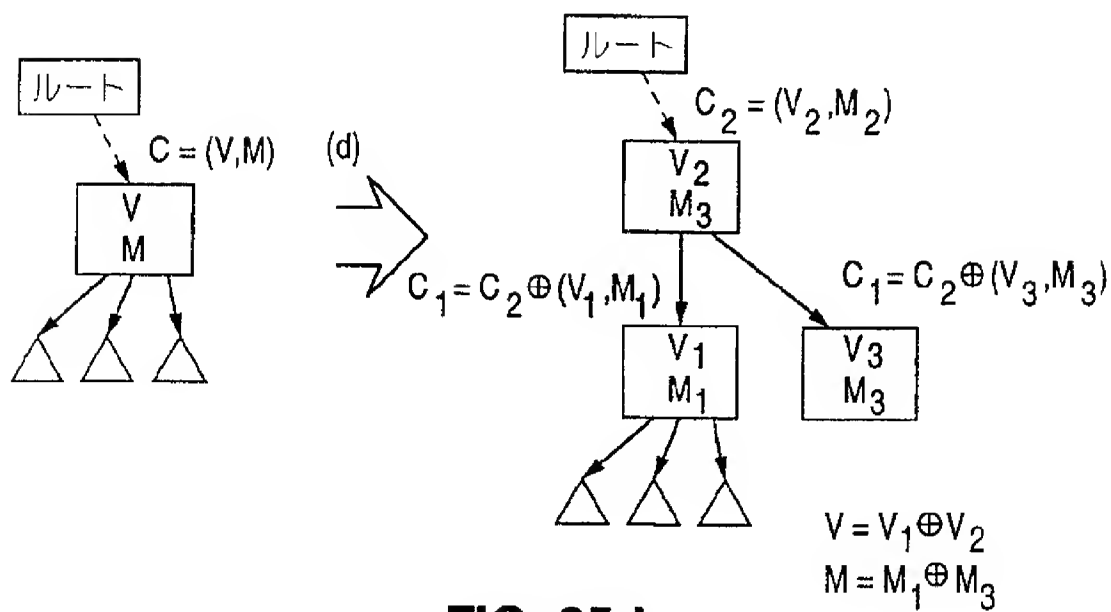 ルート
C = (V,M)
V
M
(d)
ルート
C₂ = (V₂,M₂)
V₂
M₃
C₁ = C₂ ⊕ (V₁,M₁)
C₁ = C₂ ⊕ (V₃,M₃)
V₁
M₁
V₃
M₃
V = V₁ ⊕ V₂
M = M₁ ⊕ M₃